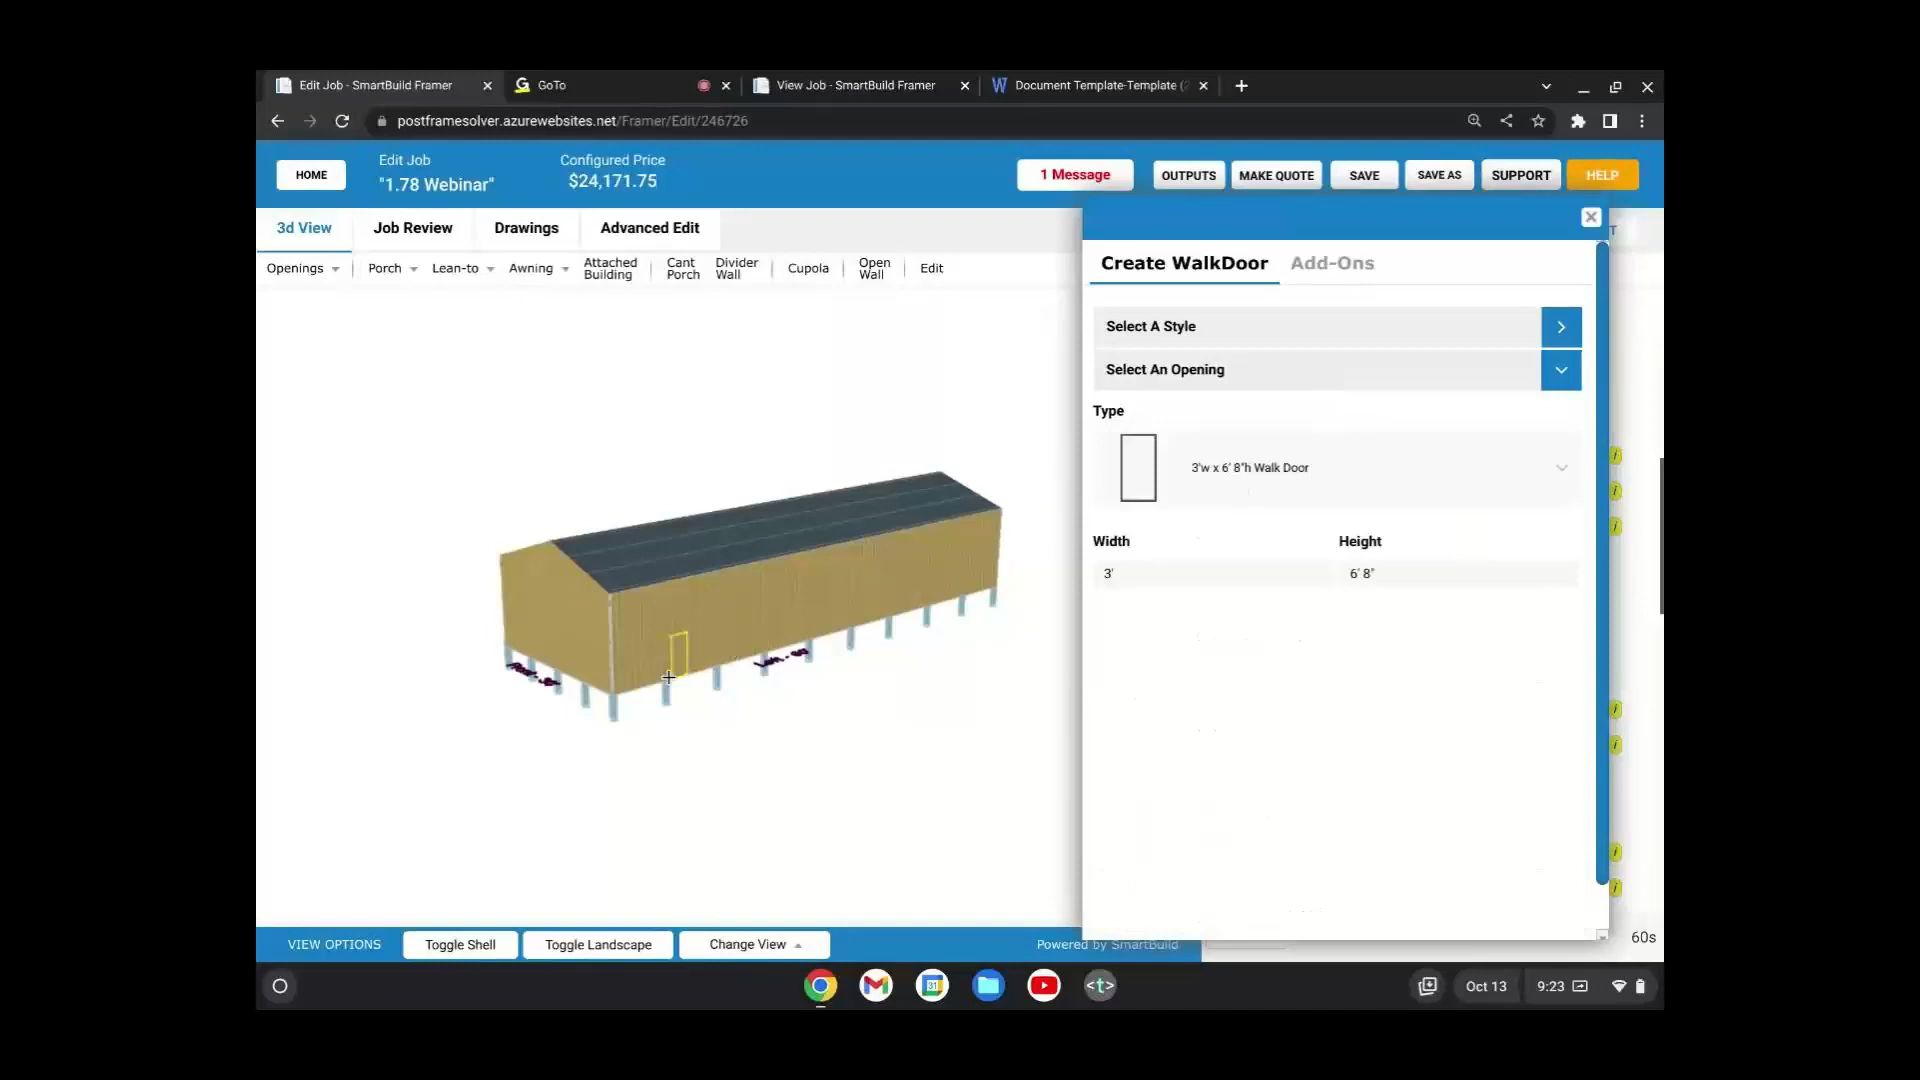 Edit Job - SmartBuild Framer
GoTo
View Job - SmartBuild Framer
Document Template-Template (
postframesolver.azurewebsites.net/Framer/Edit/246726
HOME
Edit Job
"1.78 Webinar"
Configured Price
$24,171.75
1 Message
OUTPUTS
MAKE QUOTE
SAVE
SAVE AS
SUPPORT
HELP
3d View
Job Review
Drawings
Advanced Edit
T
Openings
Porch
Lean-to
Awning
Attached
Building
Cant
Porch
Divider
Wall
Cupola
Open
Wall
Edit
Create WalkDoor
Add-Ons
Select A Style
Select An Opening
Type
3'w x 6' 8"h Walk Door
Width
Height
3'
6' 8"
i
i
i
i
i
i
i
VIEW OPTIONS
Toggle Shell
Toggle Landscape
Change View
Powered by SmartBuild
60s
31
<t>
Oct 13
9:23